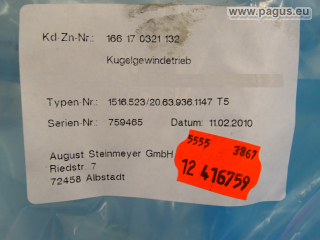 www.pagus.eu
Kd-Zn-Nr.: 166 17 0321 132
Kugelgewindetrieb
Typen-Nr.: 1516.523/20.63.936.1147 T5
Serien-Nr.: 759465 Datum: 11.02.2010
August Steinmeyer GmbH
Riedstr. 7
72458 Albstadt
5555 3867
12 416759